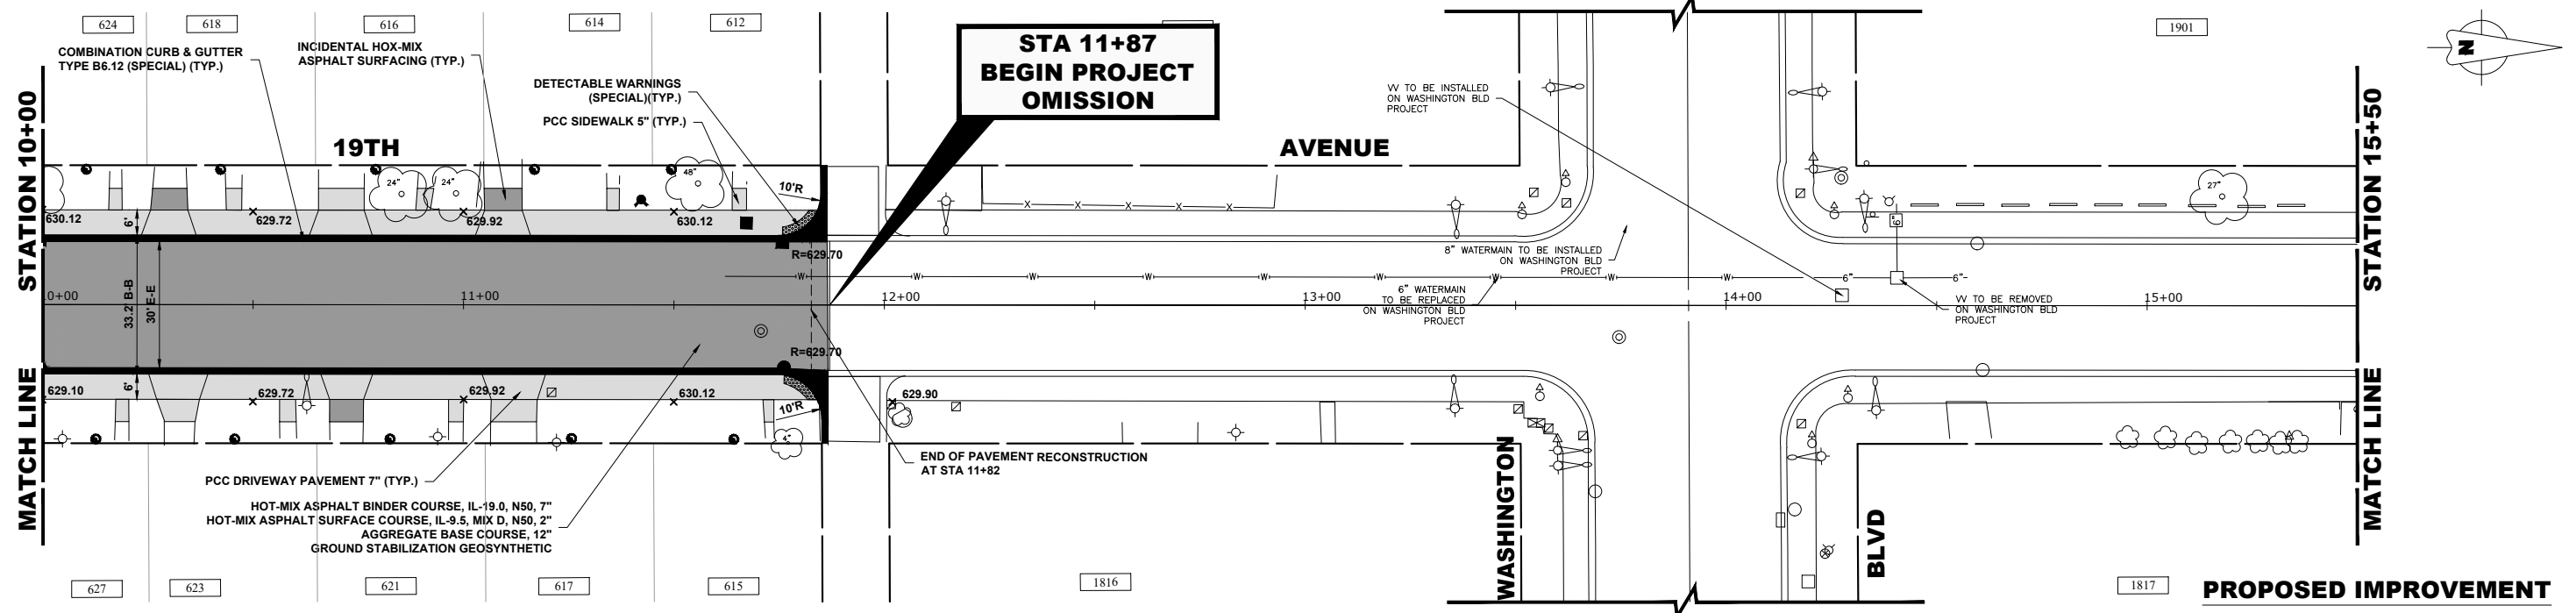 624
618
616
614
612
1901
COMBINATION CURB & GUTTER
TYPE B6.12 (SPECIAL) (TYP.)
INCIDENTAL HOX-MIX
ASPHALT SURFACING (TYP.)
DETECTABLE WARNINGS
(SPECIAL)(TYP.)
PCC SIDEWALK 5" (TYP.)
STA 11+87
BEGIN PROJECT
OMISSION
VV TO BE INSTALLED
ON WASHINGTON BLD
PROJECT
N
STATION 10+00
STATION 15+50
19TH
AVENUE
24"
24"
48"
10'R
27"
630.12
6'
629.72
629.92
630.12
6"
R=629.70
8" WATERMAIN TO BE INSTALLED
ON WASHINGTON BLD
PROJECT
W W W W W W W W W
6"
6"
10+00
11+00
12+00
13+00
14+00
15+00
33.2' B-B
30' E-E
6" WATERMAIN
TO BE REPLACED
ON WASHINGTON BLD
PROJECT
VV TO BE REMOVED
ON WASHINGTON BLD
PROJECT
R=629.70
629.10
6'
629.72
629.92
630.12
10'R
629.90
4"
MATCH LINE
MATCH LINE
END OF PAVEMENT RECONSTRUCTION
AT STA 11+82
PCC DRIVEWAY PAVEMENT 7" (TYP.)
HOT-MIX ASPHALT BINDER COURSE, IL-19.0, N50, 7"
HOT-MIX ASPHALT SURFACE COURSE, IL-9.5, MIX D, N50, 2"
AGGREGATE BASE COURSE, 12"
GROUND STABILIZATION GEOSYNTHETIC
WASHINGTON
BLVD
627
623
621
617
615
1816
1817
PROPOSED IMPROVEMENT